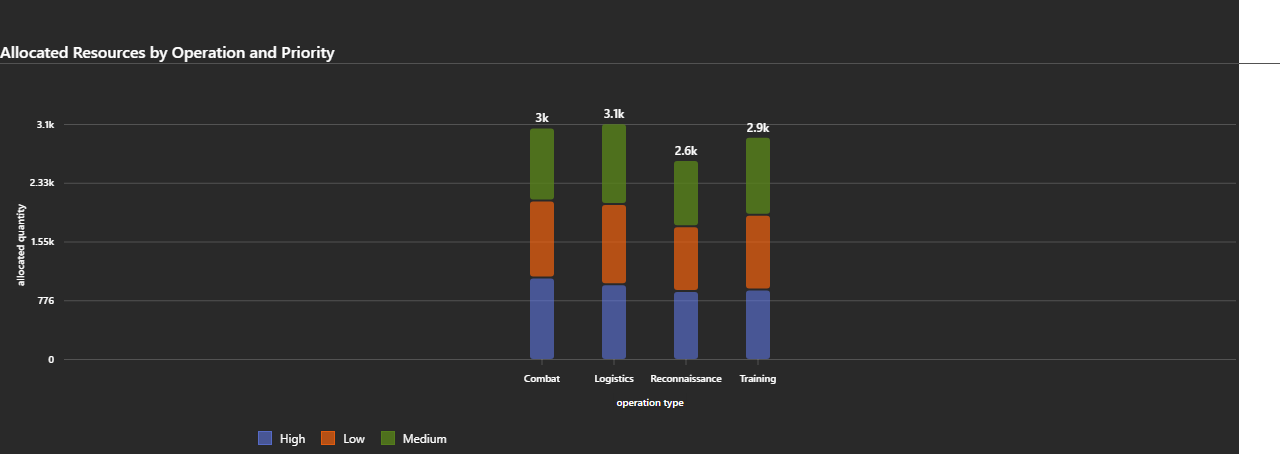 Allocated Resources by Operation and Priority
3k
3.1k
2.6k
2.9k
3.1k
2.33k
1.55k
776
0
allocated quantity
Combat
Logistics
Reconnaissance
Training
operation type
High
Low
Medium